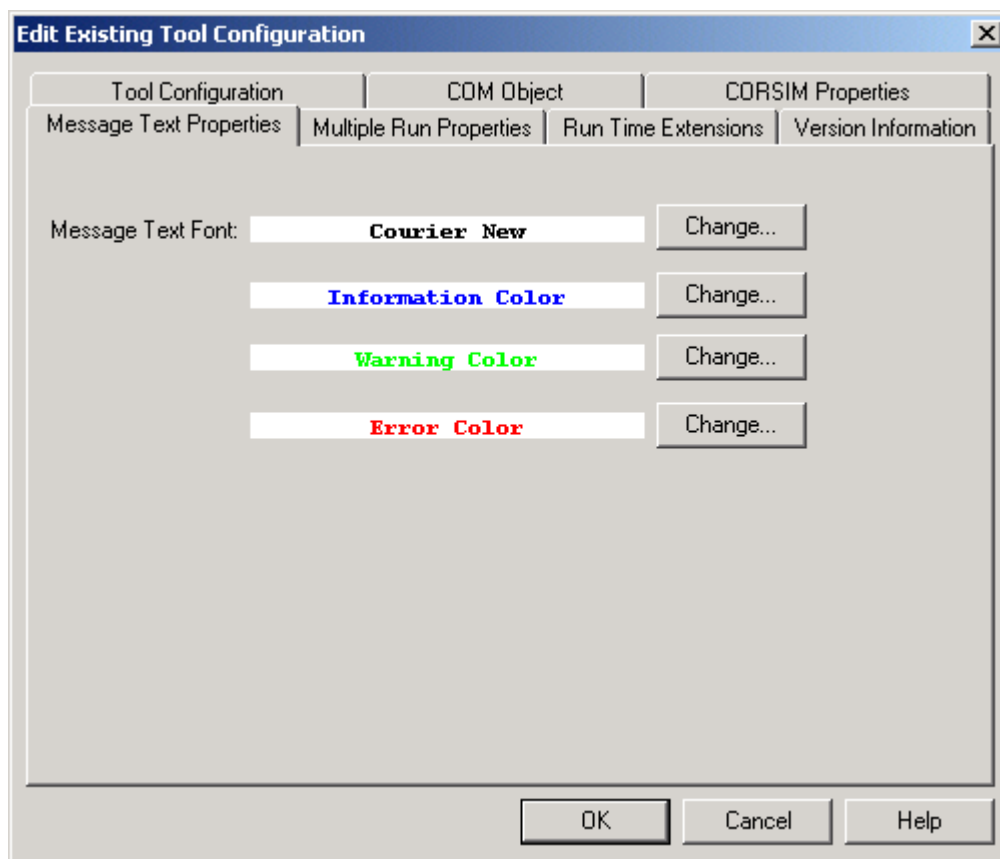 Edit Existing Tool Configuration
Tool Configuration COM Object CORSIM Properties
Message Text Properties Multiple Run Properties Run Time Extensions Version Information
Message Text Font: Courier New Change...
Information Color Change...
Warning Color Change...
Error Color Change...
OK Cancel Help